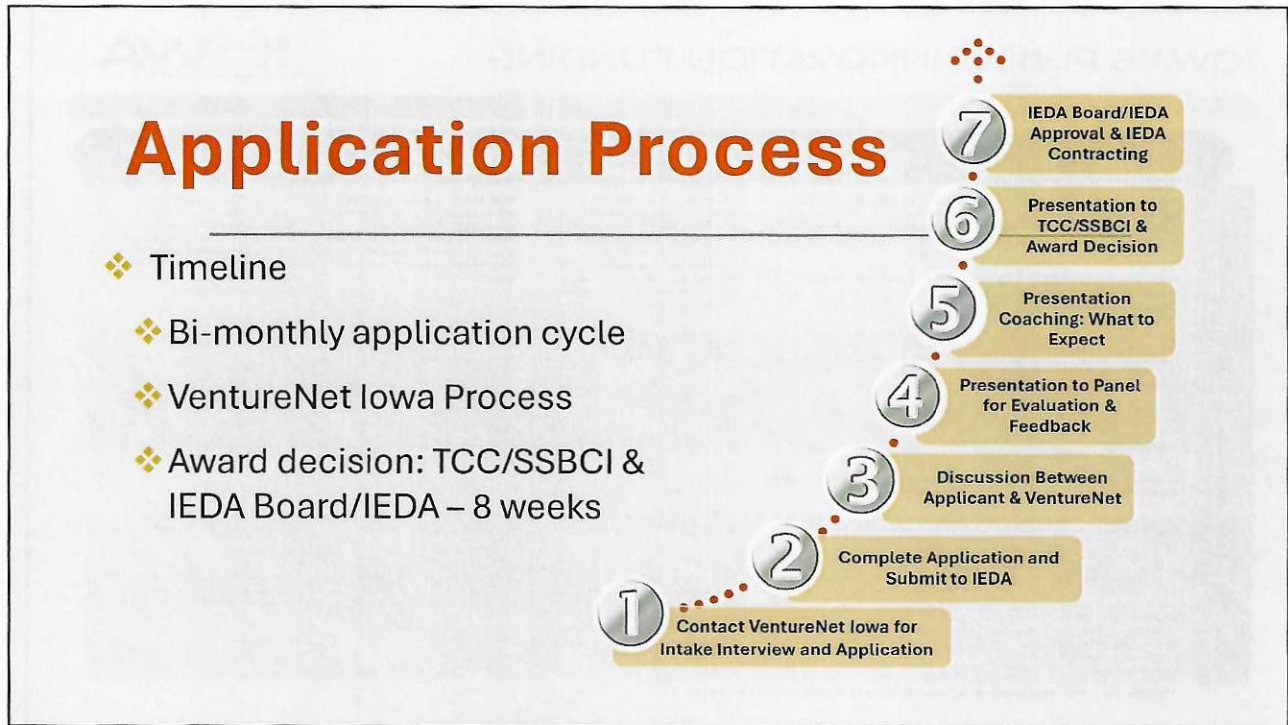 Application Process
❖ Timeline
❖ Bi-monthly application cycle
❖ VentureNet Iowa Process
❖ Award decision: TCC/SSBCI &
IEDA Board/IEDA – 8 weeks
7
IEDA Board/IEDA
Approval & IEDA
Contracting
6
Presentation to
TCC/SSBCI &
Award Decision
5
Presentation
Coaching: What to
Expect
4
Presentation to Panel
for Evaluation &
Feedback
3
Discussion Between
Applicant & VentureNet
2
Complete Application and
Submit to IEDA
1
Contact VentureNet Iowa for
Intake Interview and Application